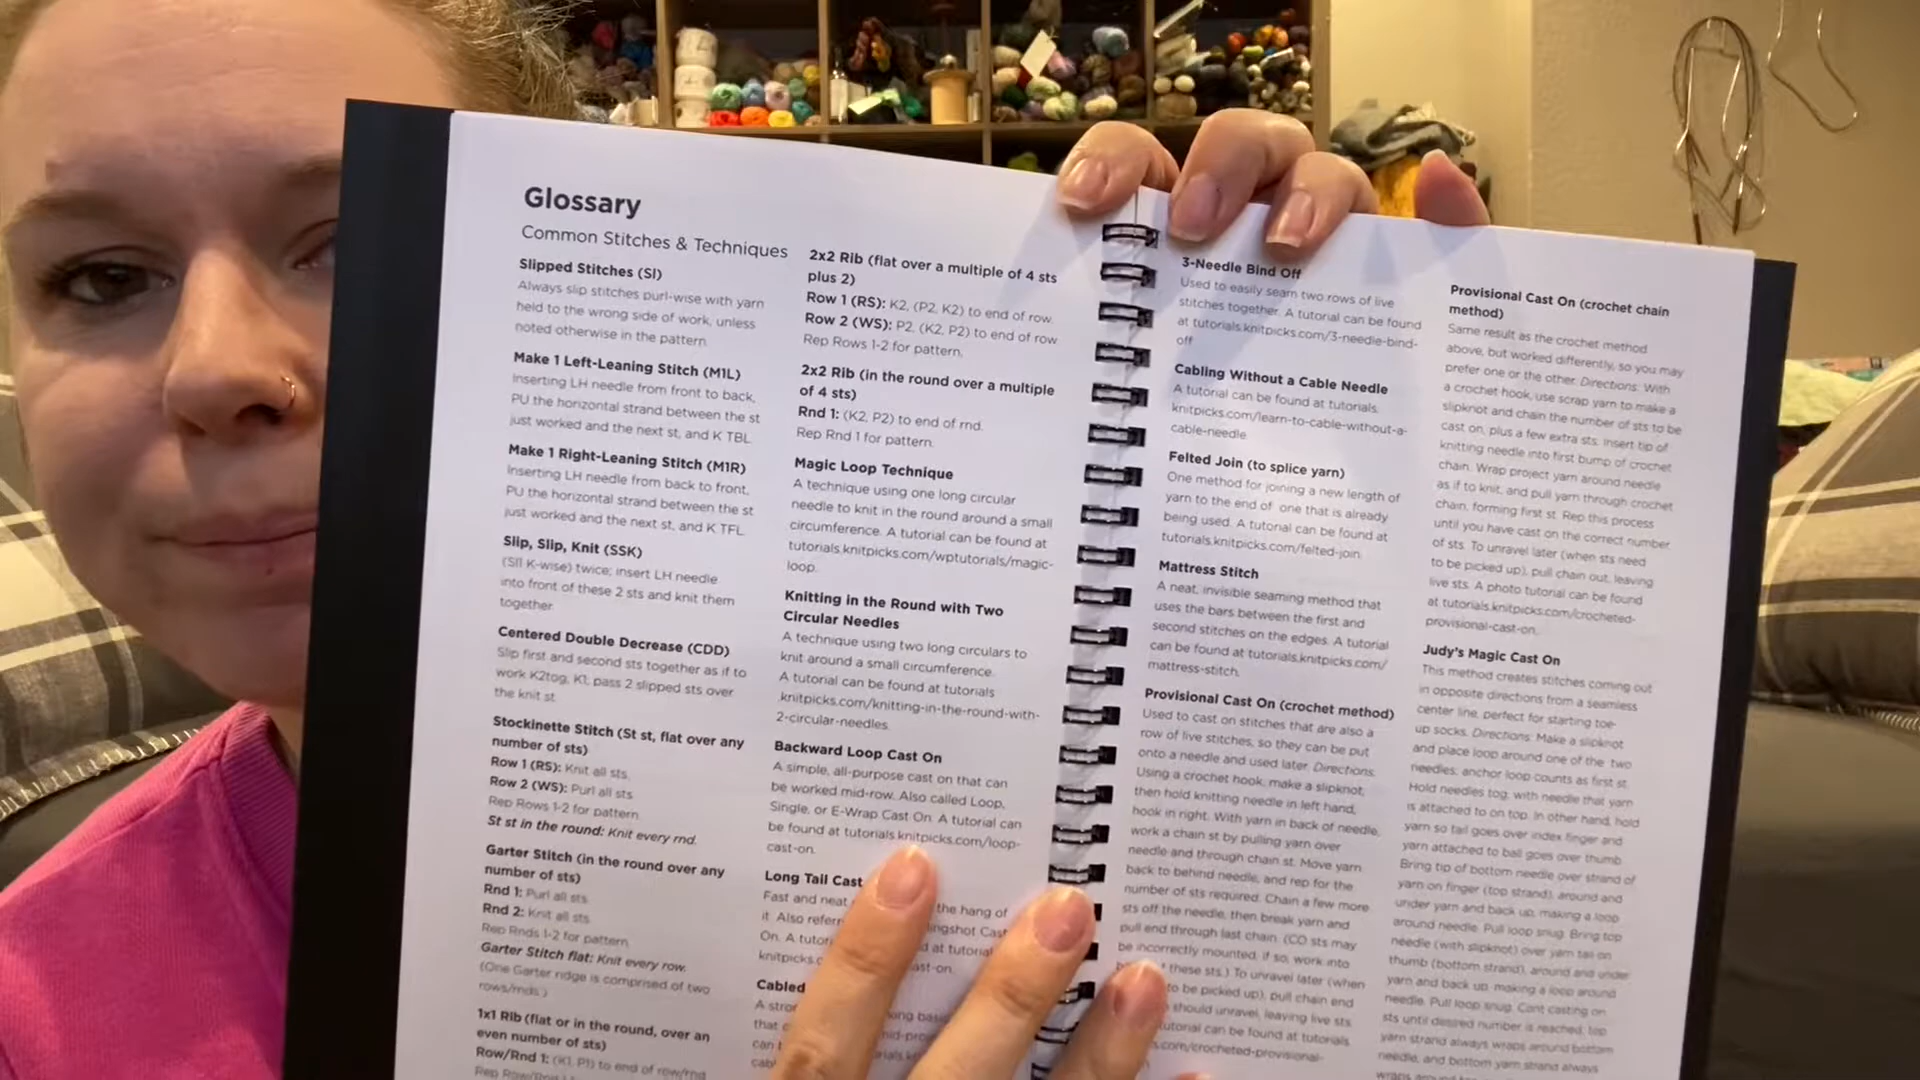 Glossary
Common Stitches & Techniques
Slipped Stitches (Sl)
Always slip stitches purl-wise with yarn
held to the wrong side of work, unless
noted otherwise in the pattern.
Make 1 Left-Leaning Stitch (M1L)
Inserting LH needle from front to back,
PU the horizontal strand between the st
just worked and the next st, and K TBL.
Make 1 Right-Leaning Stitch (M1R)
Inserting LH needle from back to front,
PU the horizontal strand between the st
just worked and the next st, and K TFL.
Slip, Slip, Knit (SSK)
(Sl1 K-wise) twice; insert LH needle
into front of these 2 sts and knit them
together.
Centered Double Decrease (CDD)
Slip first and second sts together as if to
work K2tog, K1, pass 2 slipped sts over
the knit st.
Stockinette Stitch (St st, flat over any
number of sts)
Row 1 (RS): Knit all sts.
Row 2 (WS): Purl all sts.
Rep Rows 1-2 for pattern.
St st in the round: Knit every rnd.
Garter Stitch (in the round over any
number of sts)
Rnd 1: Purl all sts.
Rnd 2: Knit all sts.
Rep Rnds 1-2 for pattern.
Garter Stitch flat: Knit every row.
(One Garter ridge is comprised of two
rows/rnds.)
1x1 Rib (flat or in the round, over an
even number of sts)
Row/Rnd 1: (K1, P1) to end of row/rnd.
2x2 Rib (flat over a multiple of 4 sts
plus 2)
Row 1 (RS): K2, (P2, K2) to end of row.
Row 2 (WS): P2, (K2, P2) to end of row.
Rep Rows 1-2 for pattern.
2x2 Rib (in the round over a multiple
of 4 sts)
Rnd 1: (K2, P2) to end of rnd.
Rep Rnd 1 for pattern.
Magic Loop Technique
A technique using one long circular
needle to knit in the round around a small
circumference. A tutorial can be found at
tutorials.knitpicks.com/wptutorials/magic-
loop.
Knitting in the Round with Two
Circular Needles
A technique using two long circulars to
knit around a small circumference.
A tutorial can be found at tutorials
.knitpicks.com/knitting-in-the-round-with-
2-circular-needles.
Backward Loop Cast On
A simple, all-purpose cast on that can
be worked mid-row. Also called Loop,
Single, or E-Wrap Cast On. A tutorial can
be found at tutorials.knitpicks.com/loop-
cast-on.
Long Tail Cast
Fast and neat the hang of
it. Also
On. A
Cabled
3-Needle Bind Off
Used to easily seam two rows of live
stitches together. A tutorial can be found
at tutorials.knitpicks.com/3-needle-bind-
off.
Cabling Without a Cable Needle
A tutorial can be found at tutorials.
knitpicks.com/learn-to-cable-without-a-
cable-needle.
Felted Join (to splice yarn)
One method for joining a new length of
yarn to the end of one that is already
being used. A tutorial can be found at
tutorials.knitpicks.com/felted-join.
Mattress Stitch
A neat, invisible seaming method that
uses the bars between the first and
second stitches on the edges. A tutorial
can be found at tutorials.knitpicks.com/
mattress-stitch.
Provisional Cast On (crochet method)
Used to cast on stitches that are also a
row of live stitches, so they can be put
onto a needle and used later. Directions:
Using a crochet hook, make a slipknot,
then hold knitting needle in left hand,
hook in right. With yarn in back of needle,
work a chain st by pulling yarn over
needle and through chain st. Move yarn
back to behind needle, and rep for the
number of sts required. Chain a few more
sts off the needle, then break yarn and
pull end through last chain. (CO sts may
be incorrectly mounted; if so, work into
these sts.) To unravel later (when
to be picked up), pull chain end
should unravel, leaving live sts.
can be found at tutorials
.com/crocheted-provisional-
Provisional Cast On (crochet chain
method)
Same result as the crochet method
above, but worked differently, so you may
prefer one or the other. Directions: With
a crochet hook, use scrap yarn to make a
slipknot and chain the number of sts to be
cast on, plus a few extra sts. Insert tip of
knitting needle into first bump of crochet
chain. Wrap project yarn around needle
as if to knit, and pull yarn through crochet
chain, forming first st. Rep this process
until you have cast on the correct number
of sts. To unravel later (when sts need
to be picked up), pull chain out, leaving
live sts. A photo tutorial can be found
at tutorials.knitpicks.com/crocheted-
provisional-cast-on.
Judy's Magic Cast On
This method creates stitches coming out
in opposite directions from a seamless
center line, perfect for starting toe-
up socks. Directions: Make a slipknot
and place loop around one of the two
needles; anchor loop counts as first st.
Hold needles tog, with needle that yarn
is attached to on top. In other hand, hold
yarn so tail goes over index finger and
yarn attached to ball goes over thumb.
Bring tip of bottom needle over strand of
yarn on finger (top strand), around and
under yarn and back up, making a loop
around needle. Pull loop snug. Bring top
needle (with slipknot) over yarn tail on
thumb (bottom strand), around and under
yarn and back up, making a loop around
needle. Pull loop snug. Cont casting on
sts until desired number is reached; top
yarn strand always wraps around bottom
needle, and bottom yarn strand always